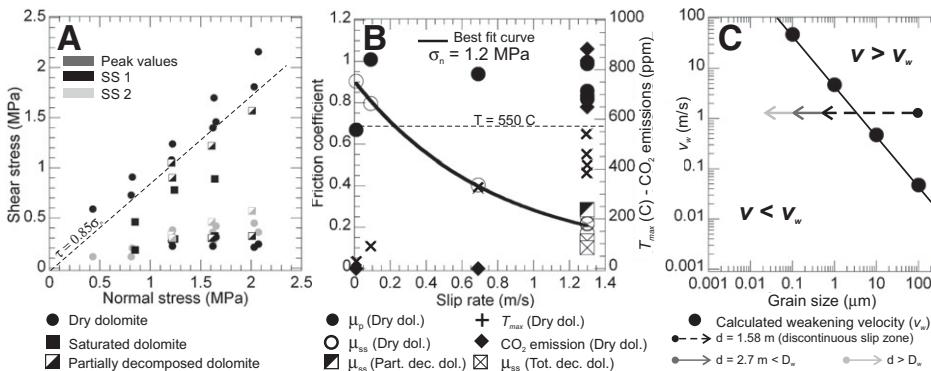 A
Peak values
SS 1
SS 2
τ = 0.85σn
Shear stress (MPa)
2.5
2
1.5
1
0.5
0
0 0.5 1 1.5 2 2.5
Normal stress (MPa)
Dry dolomite
Saturated dolomite
Partially decomposed dolomite
B
Best fit curve
σn = 1.2 MPa
T = 550 C
Friction coefficient
1.2
1
0.8
0.6
0.4
0.2
0
0 0.2 0.4 0.6 0.8 1 1.2 1.4
Slip rate (m/s)
1000
800
600
400
200
0
Tmax (C) - CO2 emissions (ppm)
μp (Dry dol.)
μss (Dry dol.)
μss (Part. dec. dol.)
Tmax (Dry dol.)
CO2 emission (Dry dol.)
μss (Tot. dec. dol.)
C
v > vw
v < vw
vw (m/s)
100
10
1
0.1
0.01
0.001
0.001 0.01 0.1 1 10 100
Grain size (μm)
Calculated weakening velocity (vw)
d = 1.58 m (discontinuous slip zone)
d = 2.7 m < Dw
d > Dw